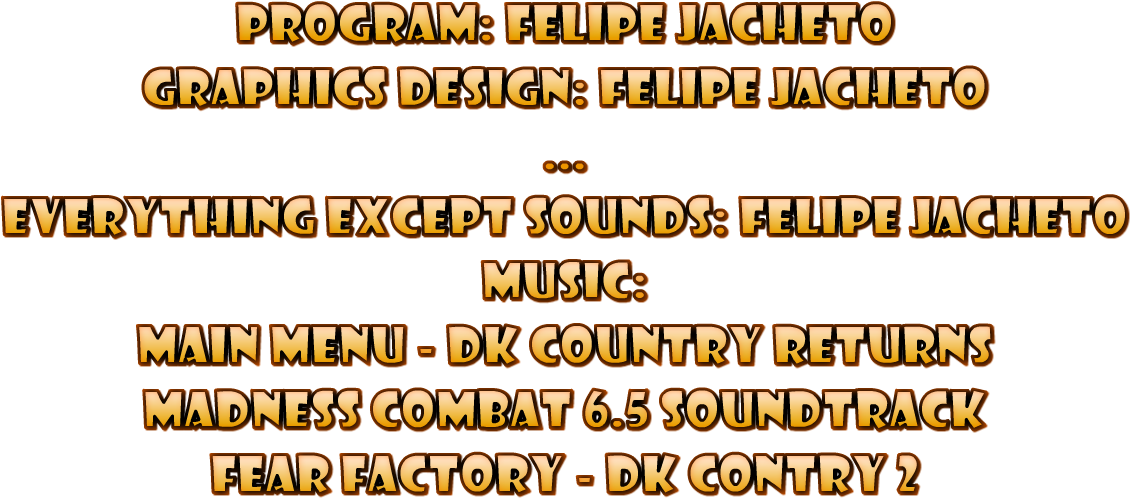 PROGRAM: FELIPE JACHETO
GRAPHICS DESIGN: FELIPE JACHETO
...
EVERYTHING EXCEPT SOUNDS: FELIPE JACHETO
MUSIC:
MAIN MENU - DK COUNTRY RETURNS
MADNESS COMBAT 6.5 SOUNDTRACK
FEAR FACTORY - DK CONTRY 2